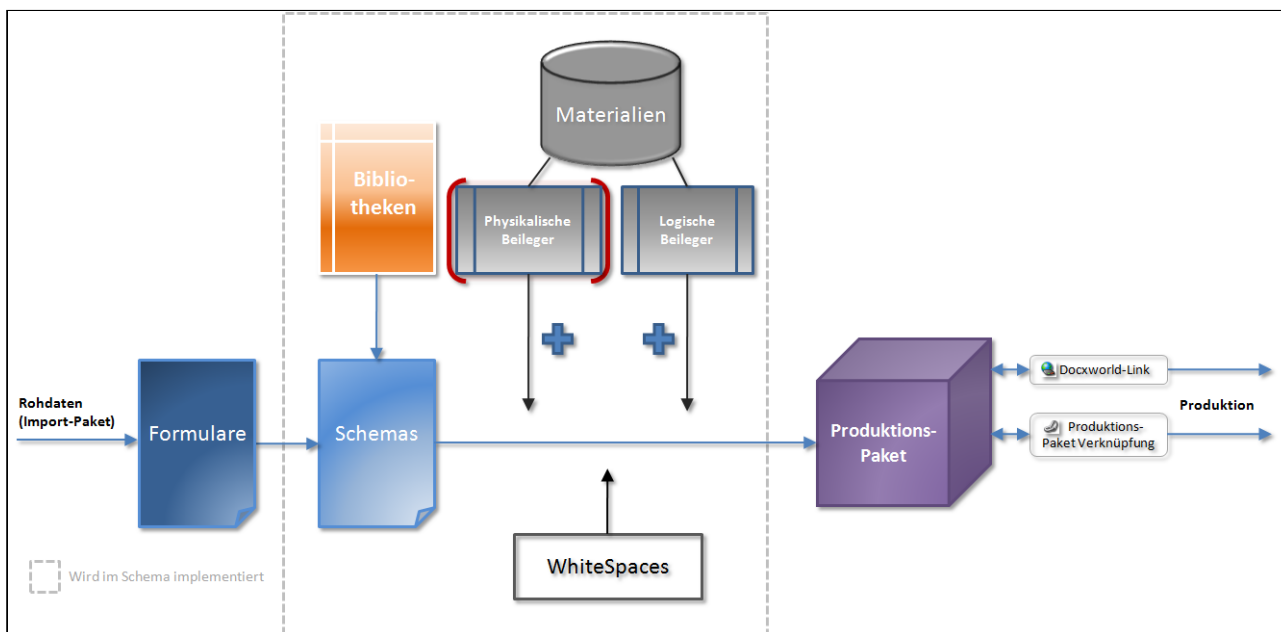 Materialien
Biblio-
theken
Physikalische
Beileger
Logische
Beileger
Rohdaten
(Import-Paket)
Formulare
Schemas
Produktions-
Paket
Docxworld-Link
Produktion
Produktions-
Paket Verknüpfung
WhiteSpaces
Wird im Schema implementiert